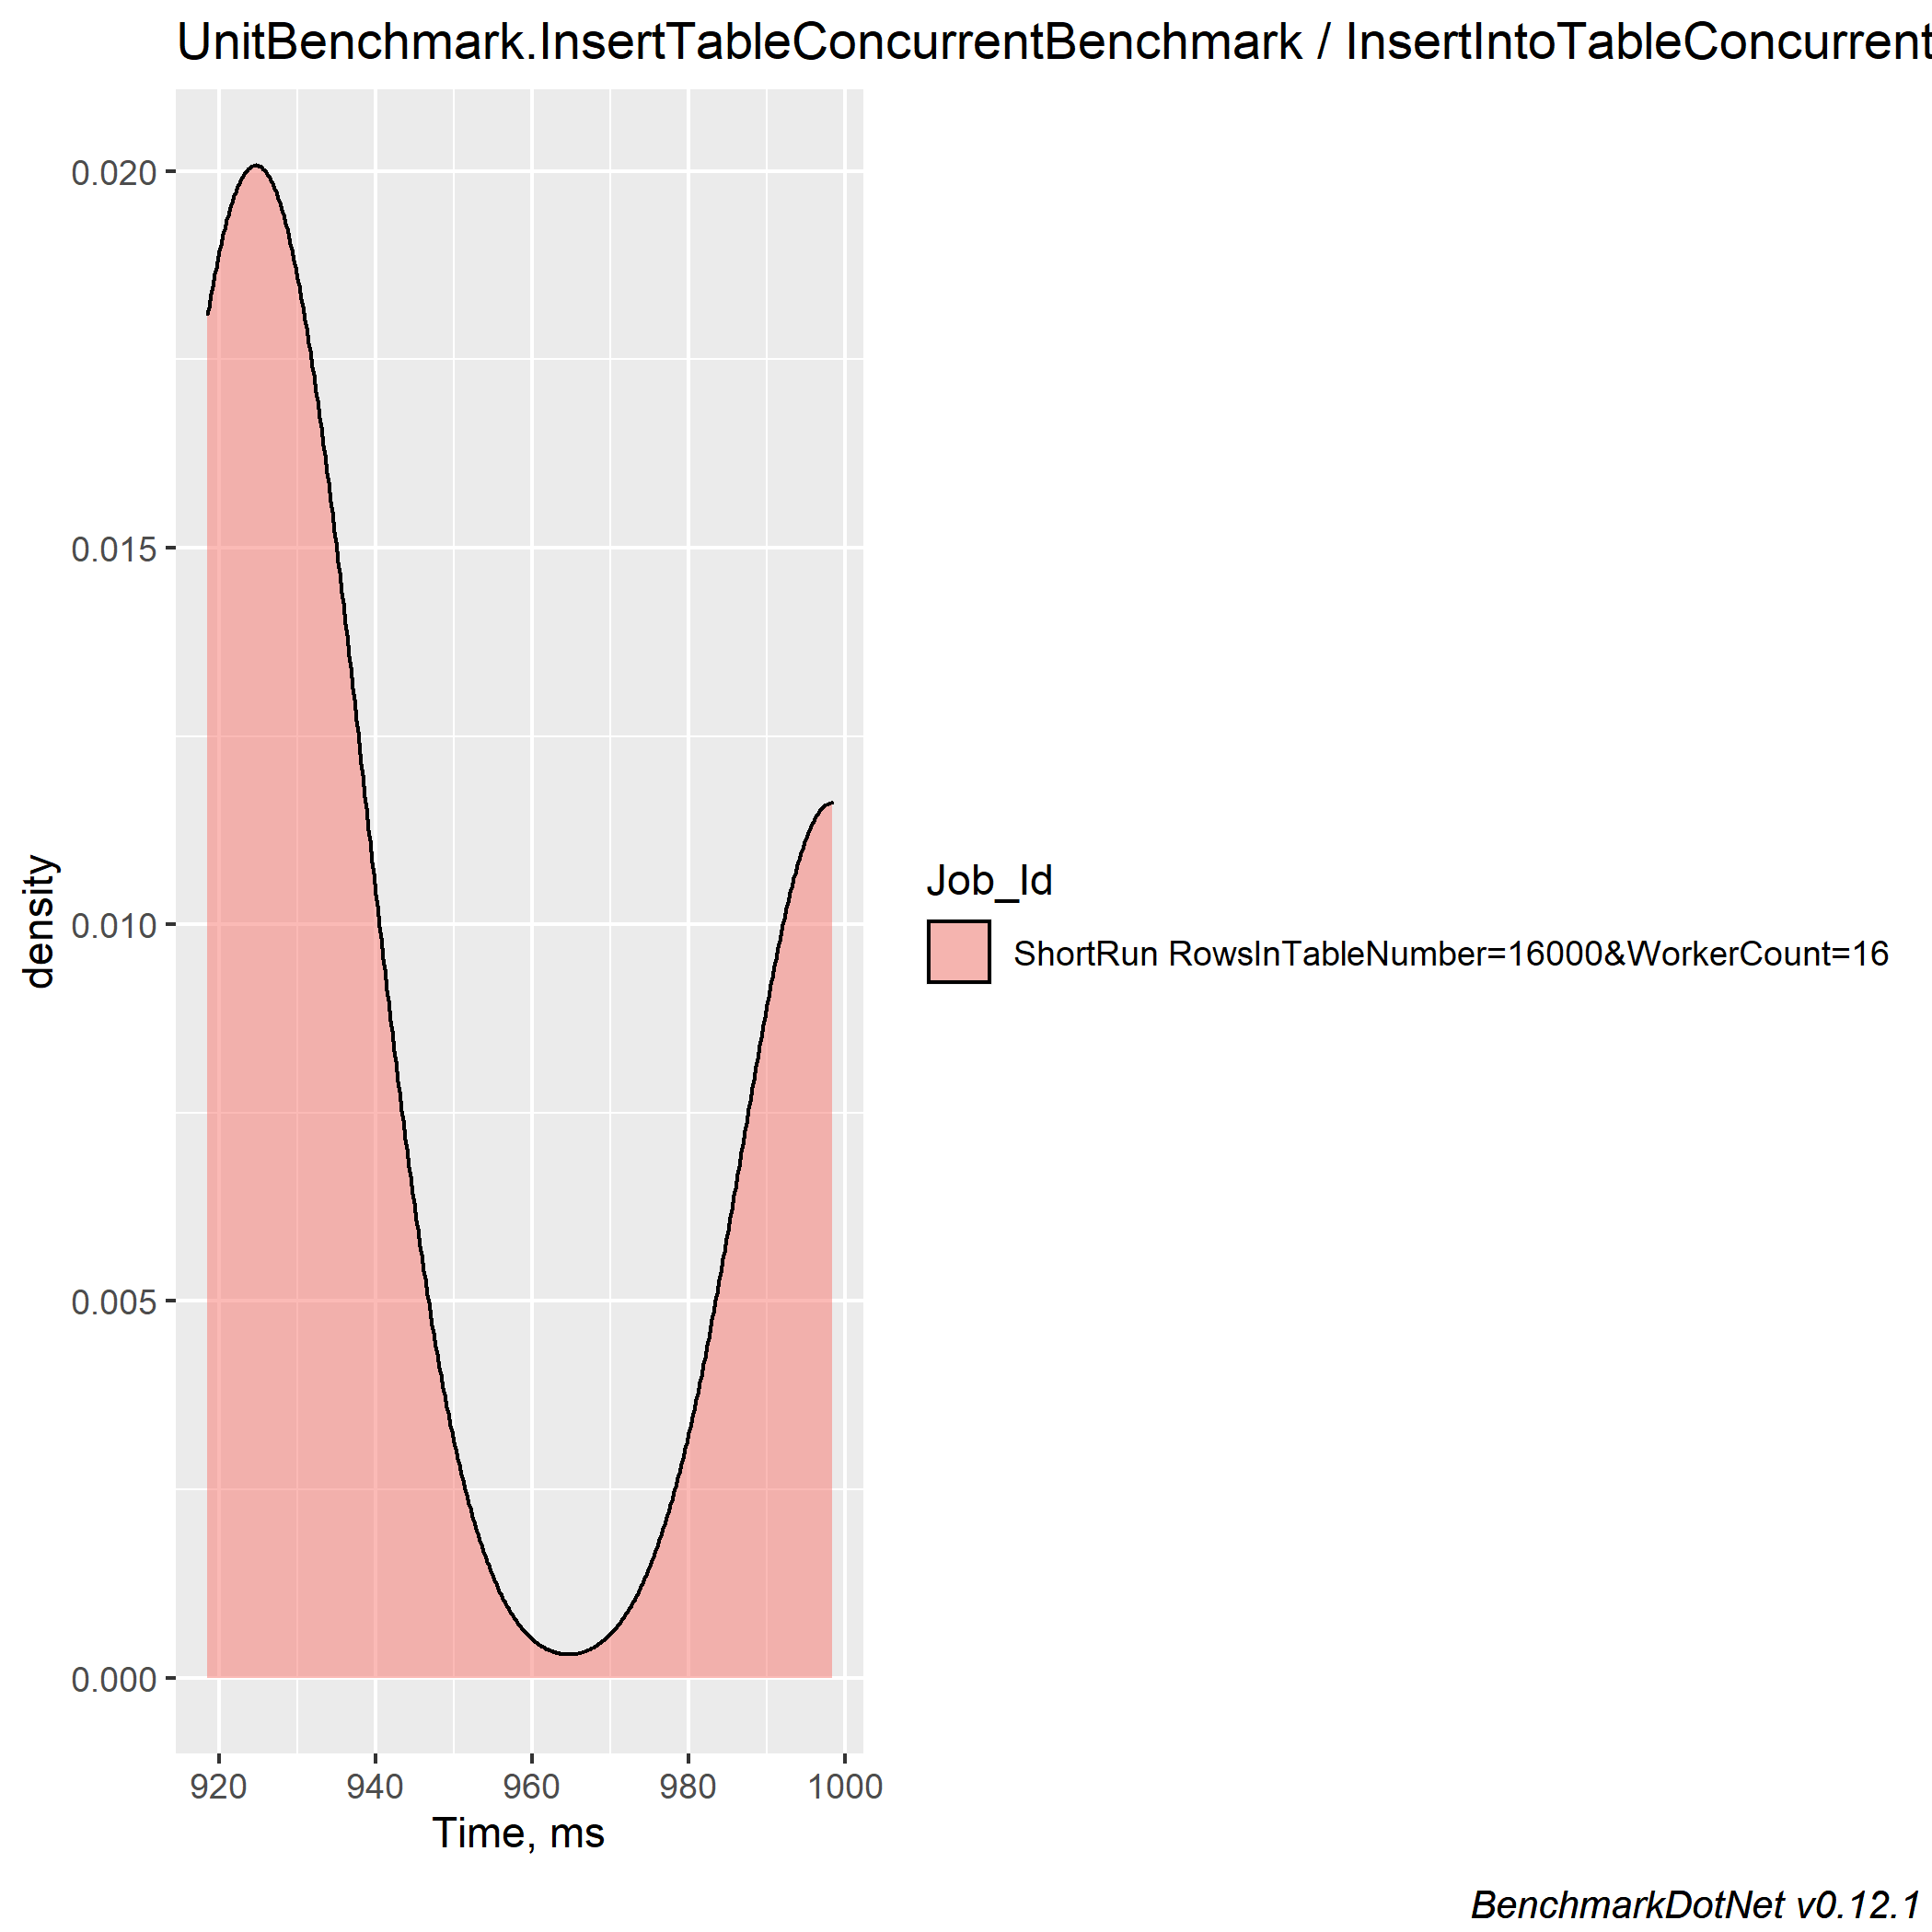 UnitBenchmark.InsertTableConcurrentBenchmark / InsertIntoTableConcurrent
0.020
0.015
0.010
0.005
0.000
density
920 940 960 980 1000
Time, ms
Job_Id
ShortRun RowsInTableNumber=16000&WorkerCount=16
BenchmarkDotNet v0.12.1